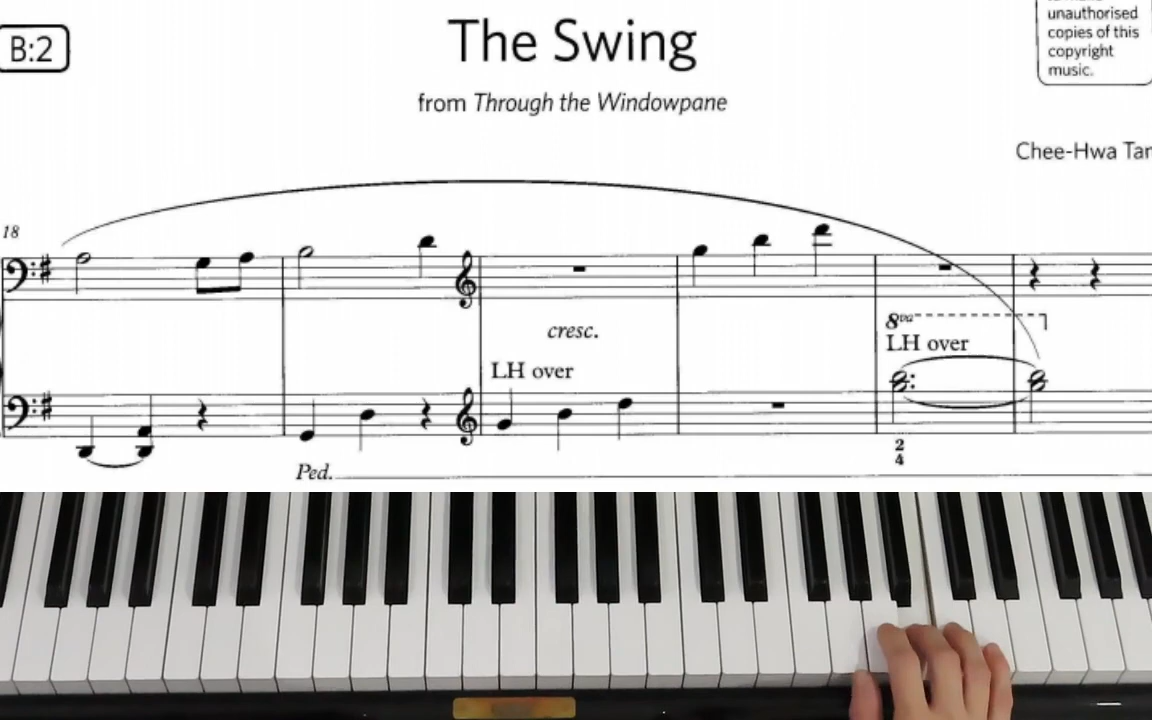 unauthorised
B:2
The Swing
copies of this
copyright
music.
from Through the Windowpane
Chee-Hwa Tan
18
cresc.
8va
LH over
LH over
2
4
Ped.